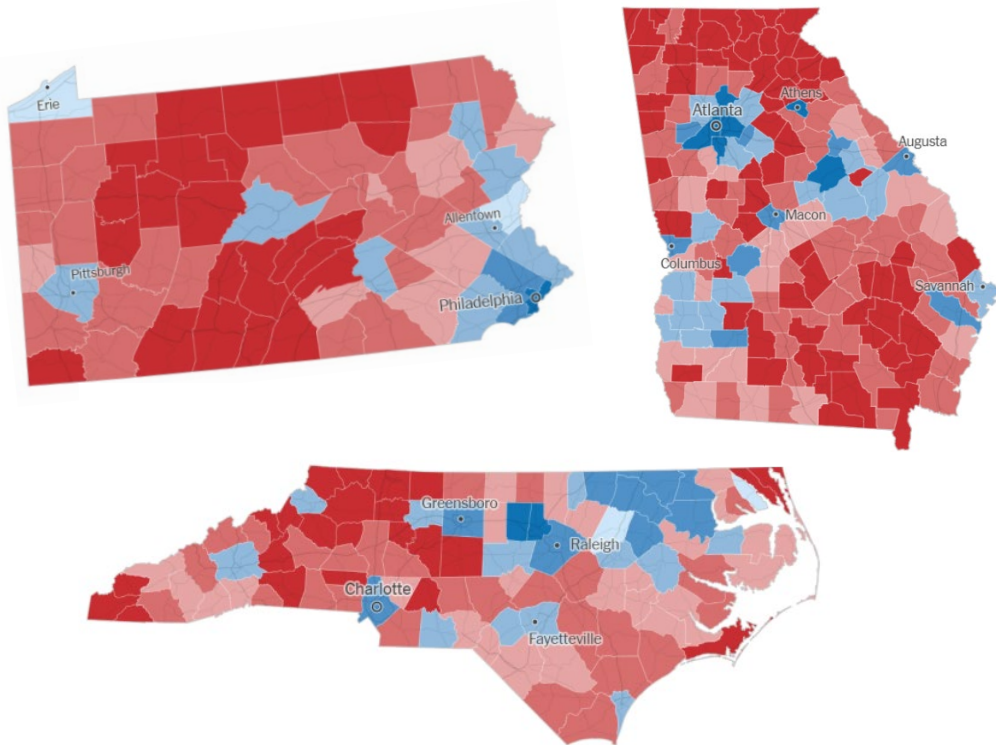 Erie
Allentown
Pittsburgh
Philadelphia
Athens
Atlanta
Augusta
Macon
Columbus
Savannah
Greensboro
Raleigh
Charlotte
Fayetteville